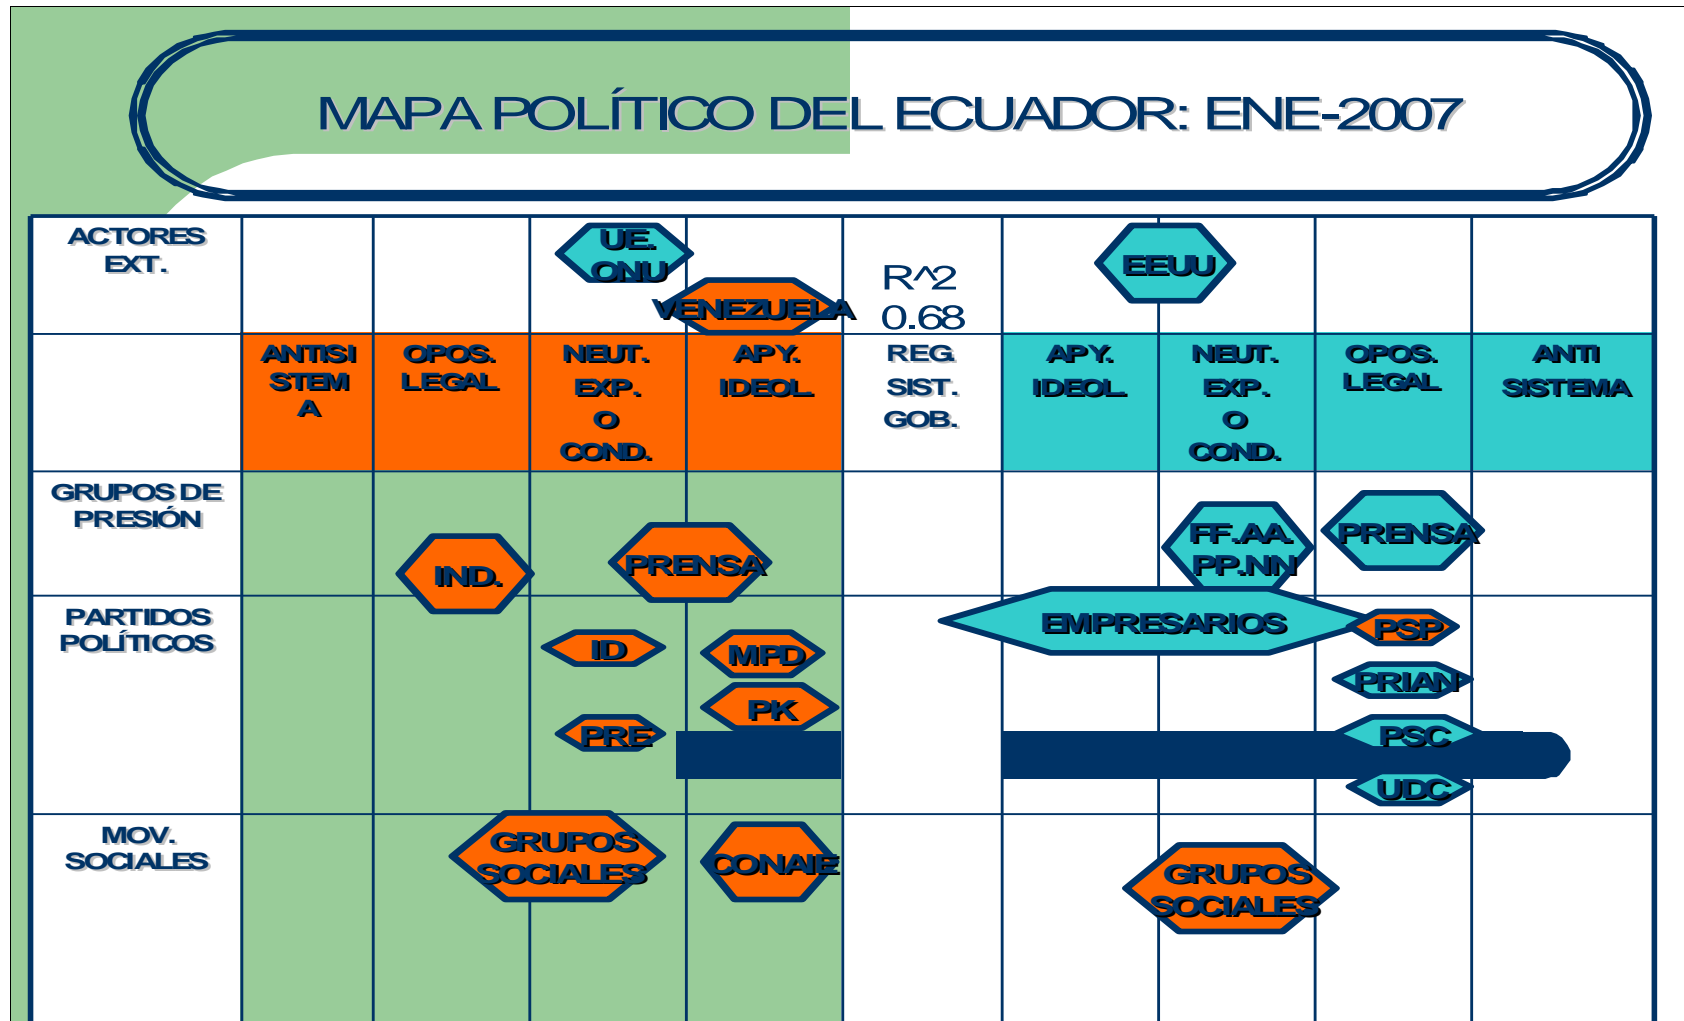 MAPA POLÍTICO DEL ECUADOR: ENE-2007
ACTORES
EXT.
UE.
ONU
VENEZUELA
R^2
0.68
EEUU
ANTISI
STEM
A
OPOS.
LEGAL
NEUT.
EXP.
O
COND.
APY.
IDEOL.
REG.
SIST.
GOB.
APY.
IDEOL.
NEUT.
EXP.
O
COND.
OPOS.
LEGAL
ANTI
SISTEMA
GRUPOS DE
PRESIÓN
IND.
PRENSA
FF.AA.
PP.NN
PRENSA
PARTIDOS
POLÍTICOS
ID
MPD
PK
PRE
EMPRESARIOS
PSP
PRIAN
PSC
UDC
MOV.
SOCIALES
GRUPOS
SOCIALES
CONAIE
GRUPOS
SOCIALES